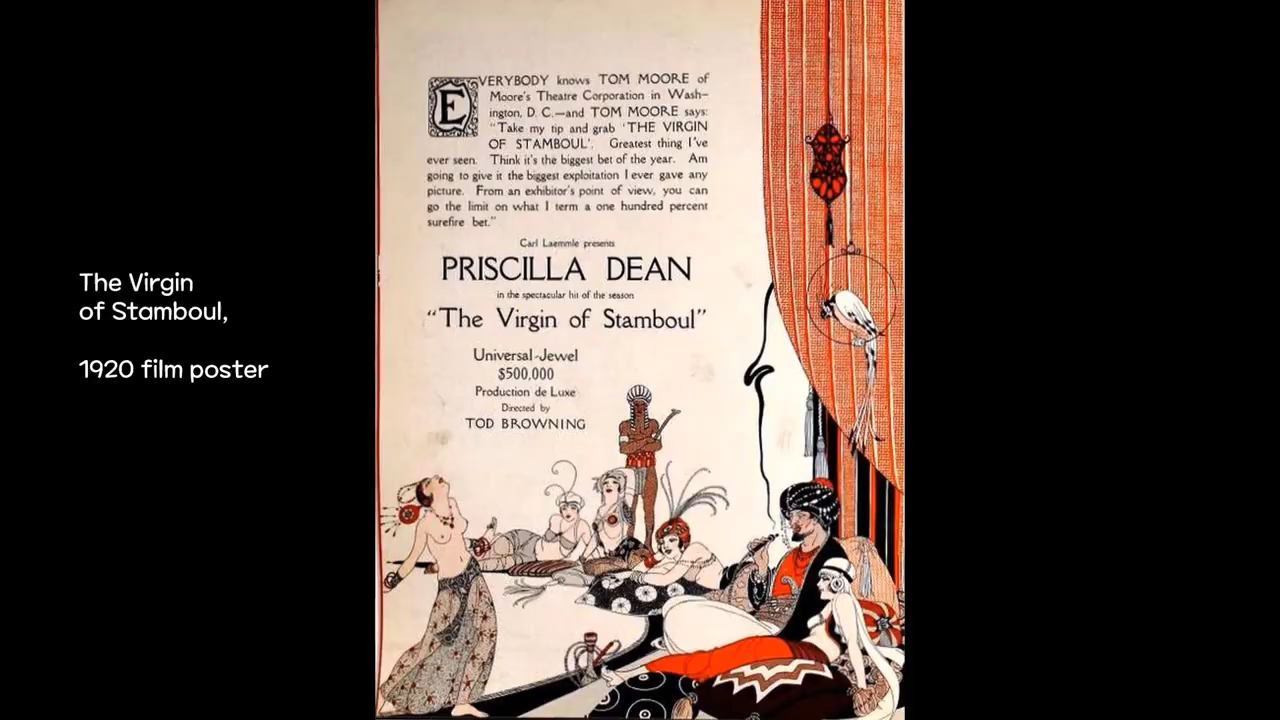 The Virgin
of Stamboul,
1920 film poster
EVERYBODY knows TOM MOORE of
Moore's Theatre Corporation in Wash-
ington, D. C.—and TOM MOORE says:
"Take my tip and grab 'THE VIRGIN
OF STAMBOUL'. Greatest thing I've
ever seen. Think it's the biggest bet of the year. Am
going to give it the biggest exploitation I ever gave any
picture. From an exhibitor's point of view, you can
go the limit on what I term a one hundred percent
surefire bet."
Carl Laemmle presents
PRISCILLA DEAN
in the spectacular hit of the season
"The Virgin of Stamboul"
Universal-Jewel
$500,000
Production de Luxe
Directed by
TOD BROWNING